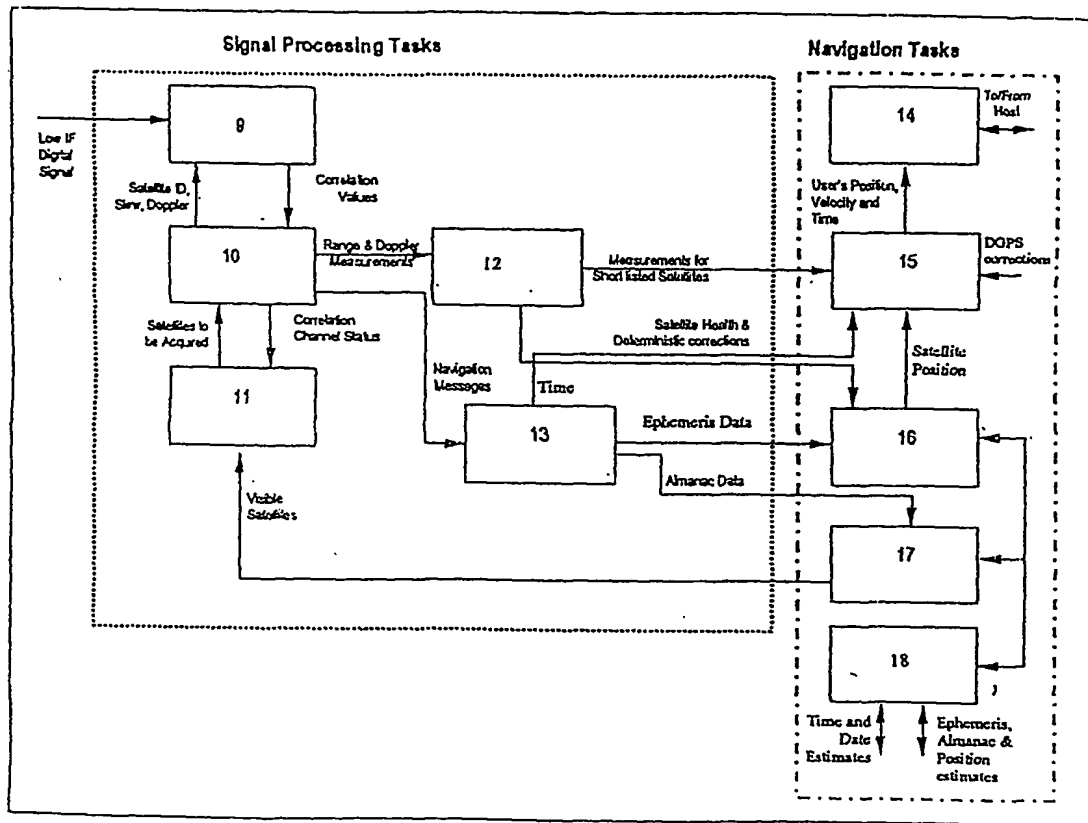 Signal Processing Tasks
Navigation Tasks
9
14
To/From
Host
Low IF
Digital
Signal
Satellite ID,
Slew, Doppler
Correlation
Values
User's Position,
Velocity and
Time
10
Range & Doppler
Measurements
12
Measurements for
Shortlisted Satellites
15
DGPS
corrections
Satellites to
be Acquired
Correlation
Channel Status
Satellite Health &
Deterministic corrections
Satellite
Position
11
Navigation
Messages
Time
13
Ephemeris Data
16
Almanac Data
Visible
Satellites
17
18
Time and
Date
Estimates
Ephemeris,
Almanac &
Position
estimates